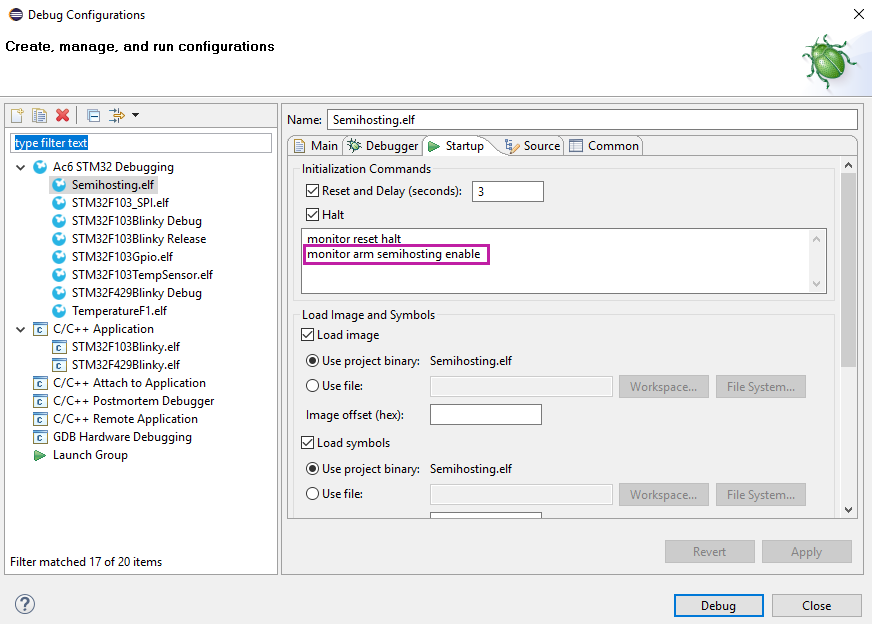 Debug Configurations
Create, manage, and run configurations
type filter text
Ac6 STM32 Debugging
Semihosting.elf
STM32F103_SPI.elf
STM32F103Blinky Debug
STM32F103Blinky Release
STM32F103Gpio.elf
STM32F103TempSensor.elf
STM32F429Blinky Debug
TemperatureF1.elf
C/C++ Application
STM32F103Blinky.elf
STM32F429Blinky.elf
C/C++ Attach to Application
C/C++ Postmortem Debugger
C/C++ Remote Application
GDB Hardware Debugging
Launch Group
Filter matched 17 of 20 items
Name: Semihosting.elf
Main Debugger Startup Source Common
Initialization Commands
Reset and Delay (seconds): 3
Halt
monitor reset halt
monitor arm semihosting enable
Load Image and Symbols
Load image
Use project binary: Semihosting.elf
Use file: Workspace... File System...
Image offset (hex):
Load symbols
Use project binary: Semihosting.elf
Use file: Workspace... File System...
Revert Apply
Debug Close